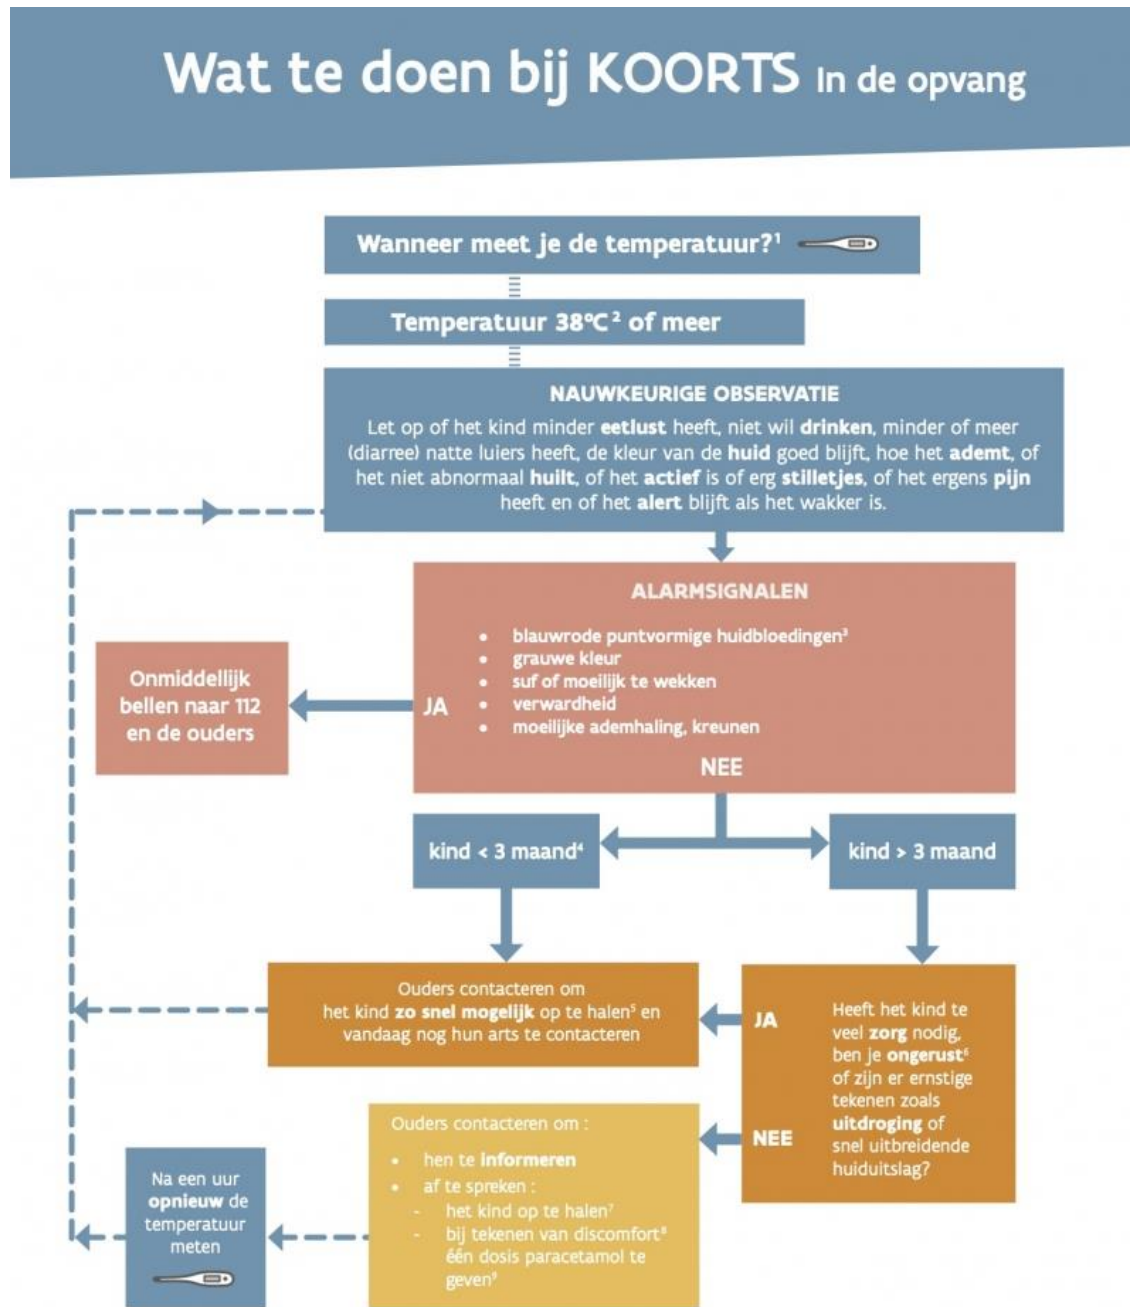 Wat te doen bij KOORTS In de opvang
Wanneer meet je de temperatuur?¹
Temperatuur 38°C ² of meer
NAUWKEURIGE OBSERVATIE
Let op of het kind minder eetlust heeft, niet wil drinken, minder of meer
(diarree) natte luiers heeft, de kleur van de huid goed blijft, hoe het ademt, of
het niet abnormaal huilt, of het actief is of erg stilletjes, of het ergens pijn
heeft en of het alert blijft als het wakker is.
ALARMSIGNALEN
• blauwrode puntvormige huidbloedingen³
• grauwe kleur
• suf of moeilijk te wekken
• verwardheid
• moeilijke ademhaling, kreunen
JA
Onmiddellijk
bellen naar 112
en de ouders
NEE
kind < 3 maand⁴
kind > 3 maand
Ouders contacteren om
het kind zo snel mogelijk op te halen⁵ en
vandaag nog hun arts te contacteren
JA
Heeft het kind te
veel zorg nodig,
ben je ongerust⁶
of zijn er ernstige
tekenen zoals
uitdroging of
snel uitbreidende
huiduitslag?
NEE
Ouders contacteren om :
• hen te informeren
• af te spreken :
- het kind op te halen⁷
- bij tekenen van discomfort⁸
één dosis paracetamol te
geven⁹
Na een uur
opnieuw de
temperatuur
meten